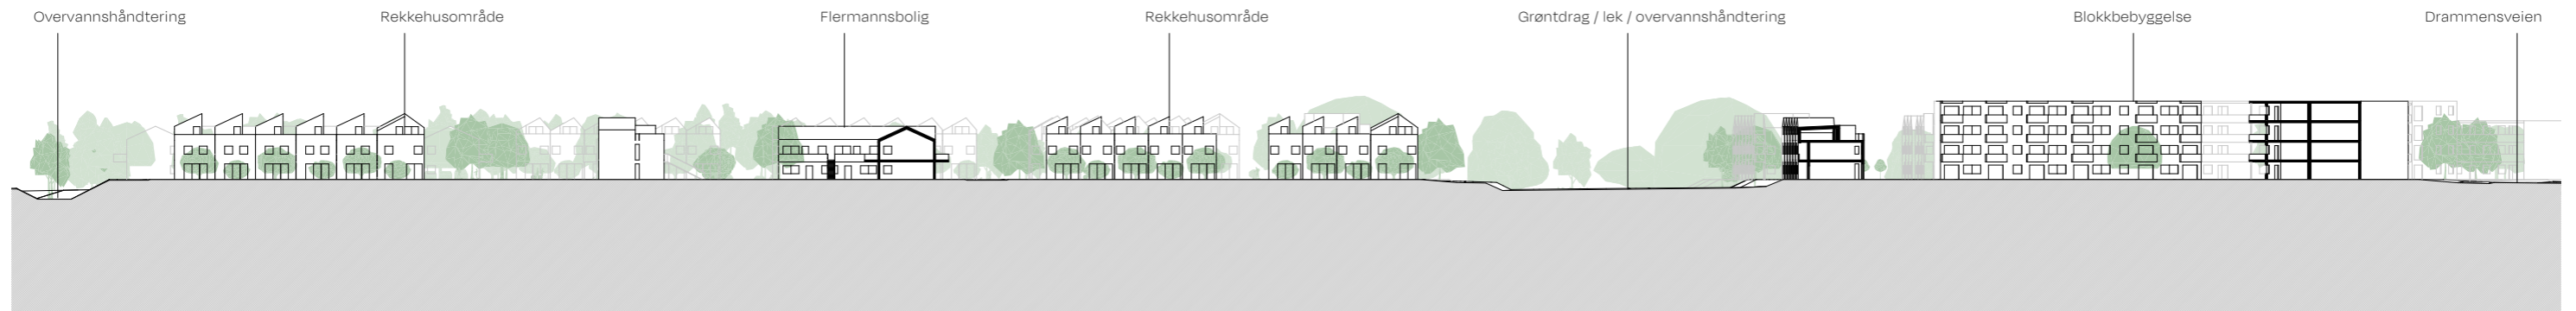 Overvannshåndtering
Rekkehusområde
Flermannsbolig
Rekkehusområde
Grøntdrag / lek / overvannshåndtering
Blokkbebyggelse
Drammensveien